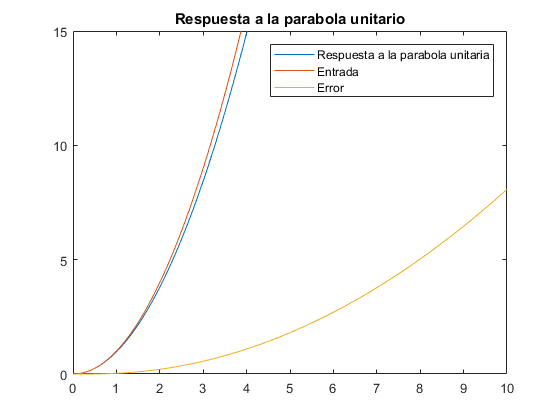 Respuesta a la parabola unitario
Respuesta a la parabola unitaria
Entrada
Error
15
10
5
0
0 1 2 3 4 5 6 7 8 9 10